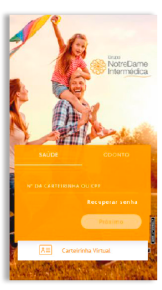 Grupo
NotreDame
Intermédica
SAÚDE
ODONTO
Nº DA CARTEIRINHA OU CPF
Recuperar senha
Próximo
Carteirinha Virtual